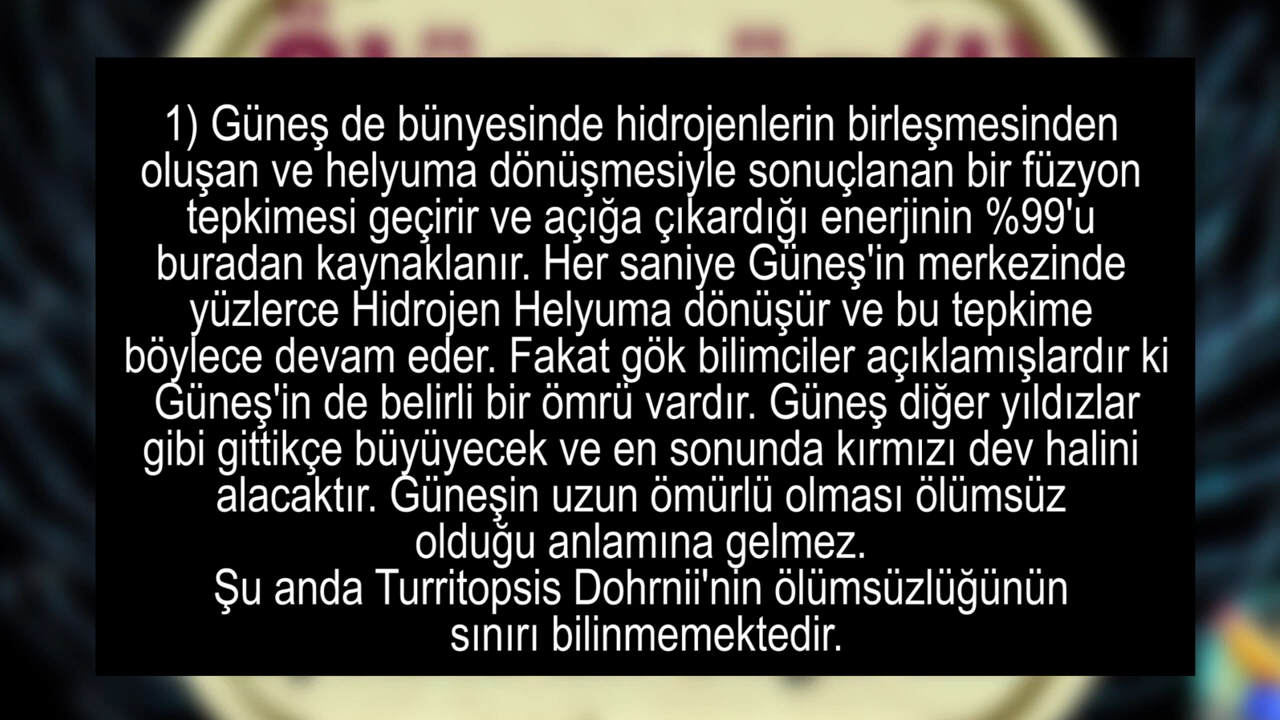 1) Güneş de bünyesinde hidrojenlerin birleşmesinden
oluşan ve helyuma dönüşmesiyle sonuçlanan bir füzyon
tepkimesi geçirir ve açığa çıkardığı enerjinin %99'u
buradan kaynaklanır. Her saniye Güneş'in merkezinde
yüzlerce Hidrojen Helyuma dönüşür ve bu tepkime
böylece devam eder. Fakat gök bilimciler açıklamışlardır ki
Güneş'in de belirli bir ömrü vardır. Güneş diğer yıldızlar
gibi gittikçe büyüyecek ve en sonunda kırmızı dev halini
alacaktır. Güneşin uzun ömürlü olması ölümsüz
olduğu anlamına gelmez.
Şu anda Turritopsis Dohrnii'nin ölümsüzlüğünün
sınırı bilinmemektedir.